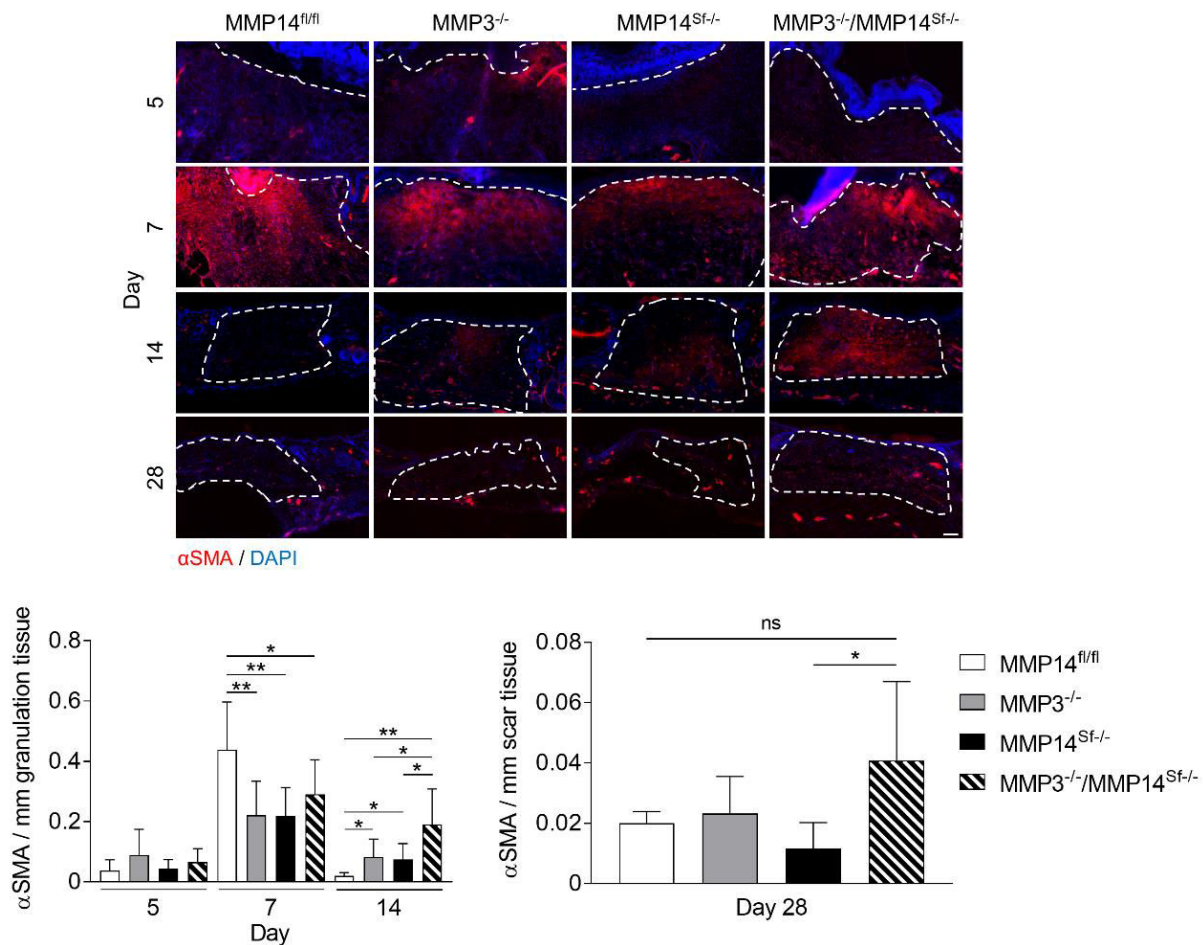 MMP14fl/fl MMP3-/- MMP14Sf-/- MMP3-/-/MMP14Sf-/-
5
7
14
28
Day
αSMA / DAPI
αSMA / mm granulation tissue
0.8
0.6
0.4
0.2
0
*
**
**
**
*
*
*
*
5 7 14
Day
αSMA / mm scar tissue
0.08
0.06
0.04
0.02
0
ns
*
Day 28
MMP14fl/fl
MMP3-/-
MMP14Sf-/-
MMP3-/-/MMP14Sf-/-